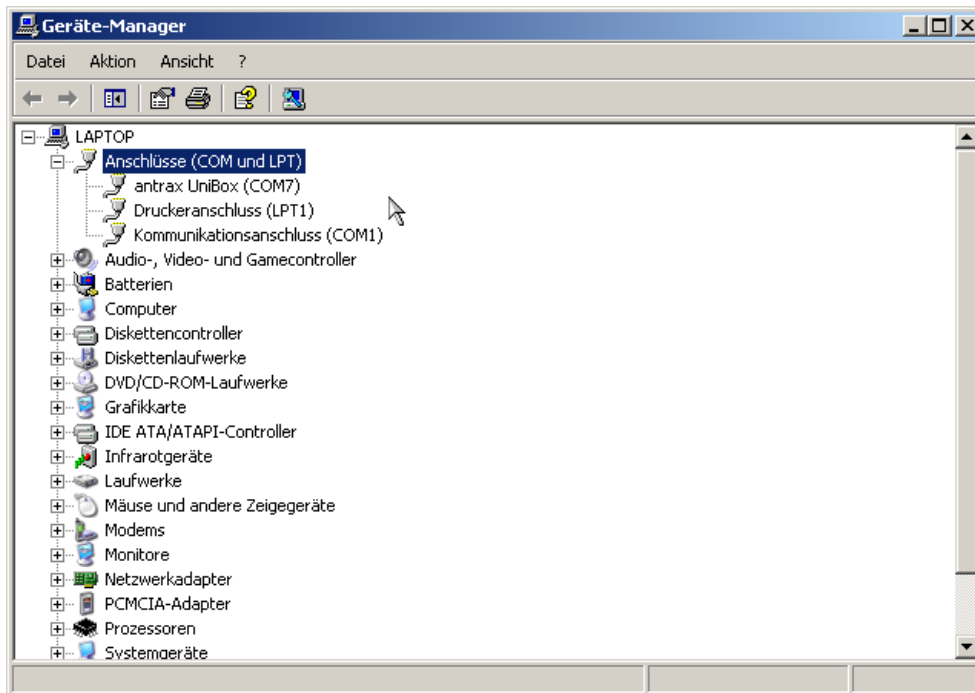 Geräte-Manager
Datei Aktion Ansicht ?
LAPTOP
Anschlüsse (COM und LPT)
antrax UniBox (COM7)
Druckeranschluss (LPT1)
Kommunikationsanschluss (COM1)
Audio-, Video- und Gamecontroller
Batterien
Computer
Diskettencontroller
Diskettenlaufwerke
DVD/CD-ROM-Laufwerke
Grafikkarte
IDE ATA/ATAPI-Controller
Infrarotgeräte
Laufwerke
Mäuse und andere Zeigegeräte
Modems
Monitore
Netzwerkadapter
PCMCIA-Adapter
Prozessoren
Systemgeräte